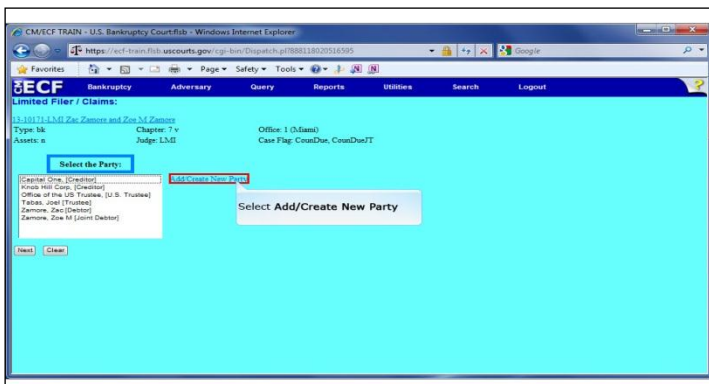 CM/ECF TRAIN - U.S. Bankruptcy Court:flsb - Windows Internet Explorer
https://ecf-train.flsb.uscourts.gov/cgi-bin/Dispatch.pl?888118020516595
Google
Favorites Page Safety Tools
ECF Bankruptcy Adversary Query Reports Utilities Search Logout ?
Limited Filer / Claims:
13-10171-LMI Zac Zamore and Zoe M Zamore
Type: bk Chapter: 7 v Office: 1 (Miami)
Assets: n Judge: LMI Case Flag: CounDue, CounDueJT
Select the Party:
Capital One, [Creditor] Add/Create New Party
Knob Hill Corp, [Creditor]
Office of the US Trustee, [U.S. Trustee]
Tabas, Joel [Trustee]
Zamore, Zac [Debtor]
Zamore, Zoe M [Joint Debtor]
Select Add/Create New Party
Next Clear